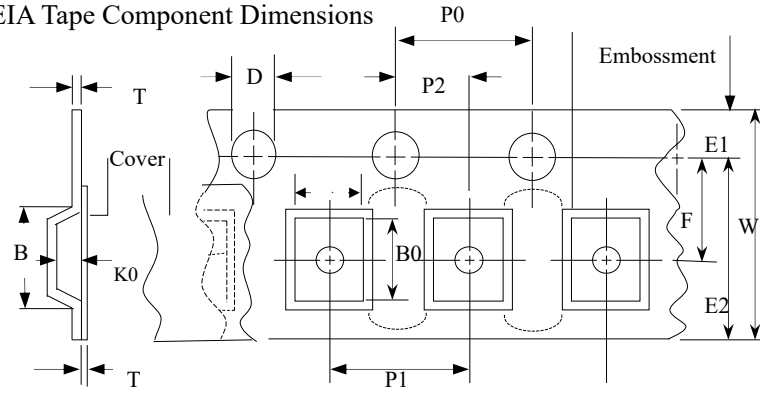 EIA Tape Component Dimensions
P0
Embossment
D
P2
T
E1
Cover
F
W
B
B0
K0
E2
P1
T